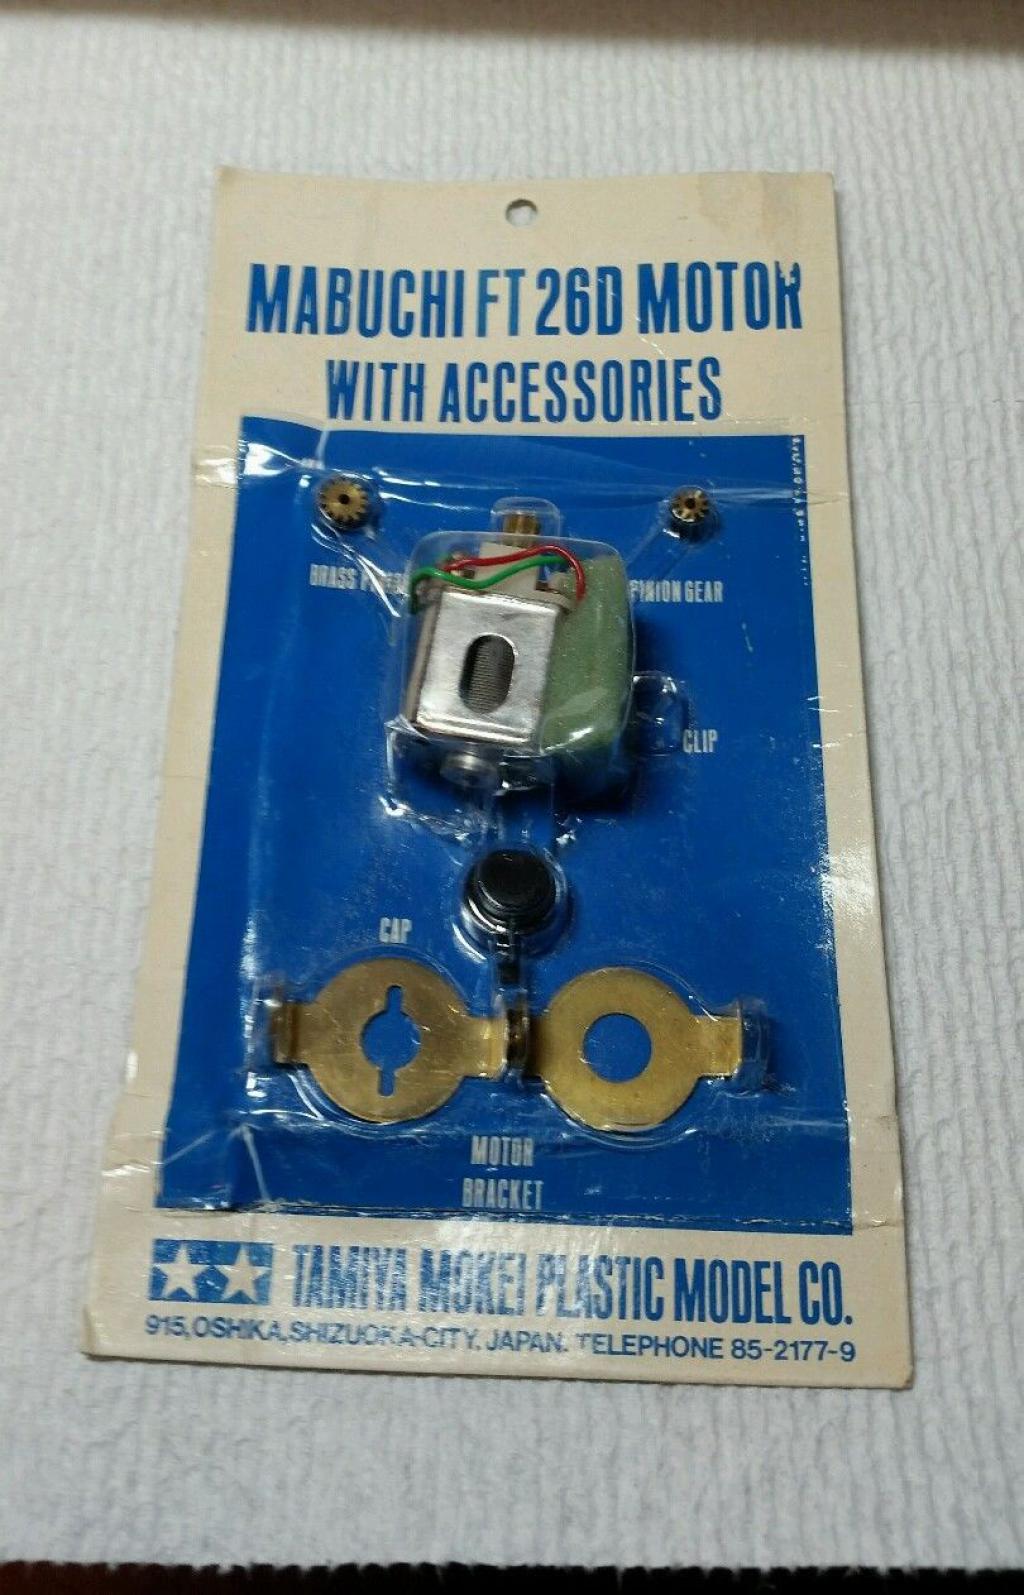 MABUCHI FT 26D MOTOR
WITH ACCESSORIES
BRASS
PINION GEAR
CLIP
CAP
MOTOR
BRACKET
TAMIYA MOKEI PLASTIC MODEL CO.
915, OSHIKA, SHIZUOKA-CITY, JAPAN. TELEPHONE 85-2177-9